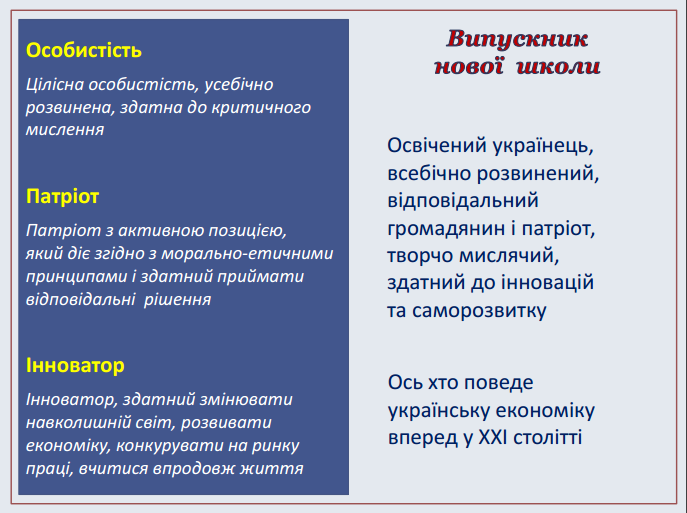 Особистість
Цілісна особистість, усебічно
розвинена, здатна до критичного
мислення
Патріот
Патріот з активною позицією,
який діє згідно з морально-етичними
принципами і здатний приймати
відповідальні рішення
Інноватор
Інноватор, здатний змінювати
навколишній світ, розвивати
економіку, конкурувати на ринку
праці, вчитися впродовж життя
Випускник
нової школи
Освічений українець,
всебічно розвинений,
відповідальний
громадянин і патріот,
творчо мислячий,
здатний до інновацій
та саморозвитку
Ось хто поведе
українську економіку
вперед у XXI столітті